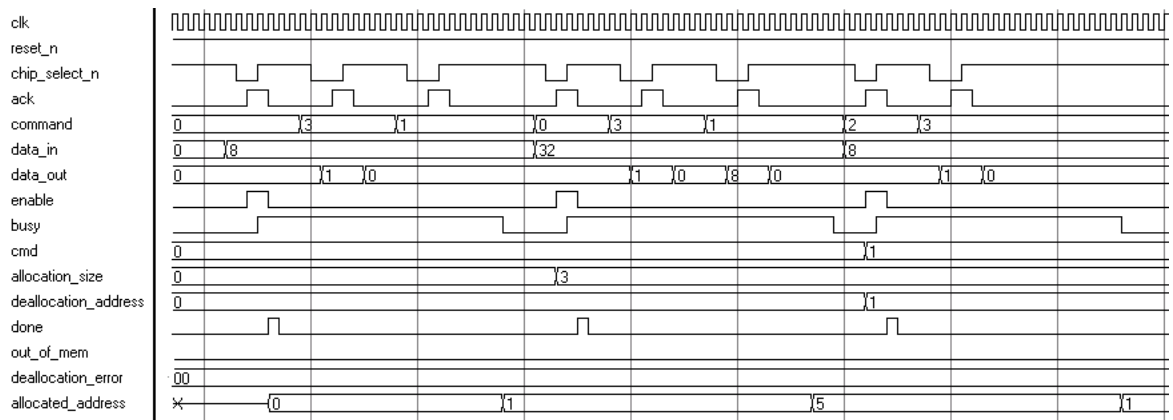 clk
reset_n
chip_select_n
ack
command 0 3 1 0 3 1 2 3
data_in 0 8 32 8
data_out 0 1 0 1 0 8 0 1 0
enable
busy
cmd 0 1
allocation_size 0 3
deallocation_address 0 1
done
out_of_mem
deallocation_error 00
allocated_address 0 1 5 1